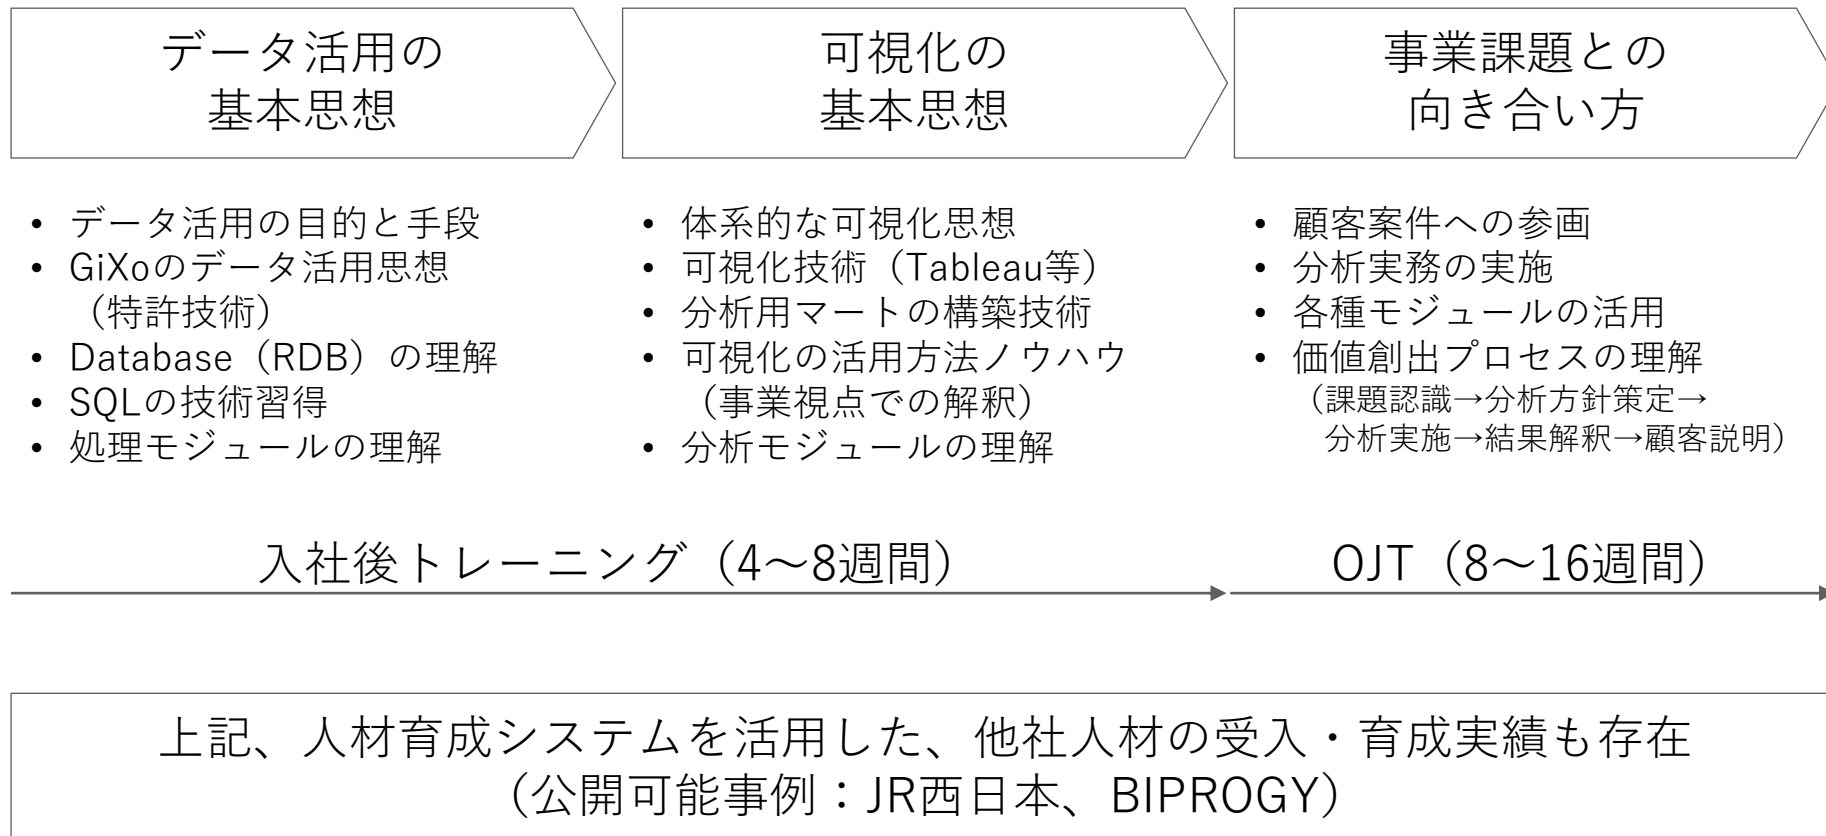 データ活用の
基本思想
可視化の
基本思想
事業課題との
向き合い方
• データ活用の目的と手段
• GiXoのデータ活用思想
（特許技術）
• Database（RDB）の理解
• SQLの技術習得
• 処理モジュールの理解
• 体系的な可視化思想
• 可視化技術（Tableau等）
• 分析用マートの構築技術
• 可視化の活用方法ノウハウ
（事業視点での解釈）
• 分析モジュールの理解
• 顧客案件への参画
• 分析実務の実施
• 各種モジュールの活用
• 価値創出プロセスの理解
（課題認識→分析方針策定→
分析実施→結果解釈→顧客説明）
入社後トレーニング（4～8週間）
OJT（8～16週間）
上記、人材育成システムを活用した、他社人材の受入・育成実績も存在
（公開可能事例：JR西日本、BIPROGY）